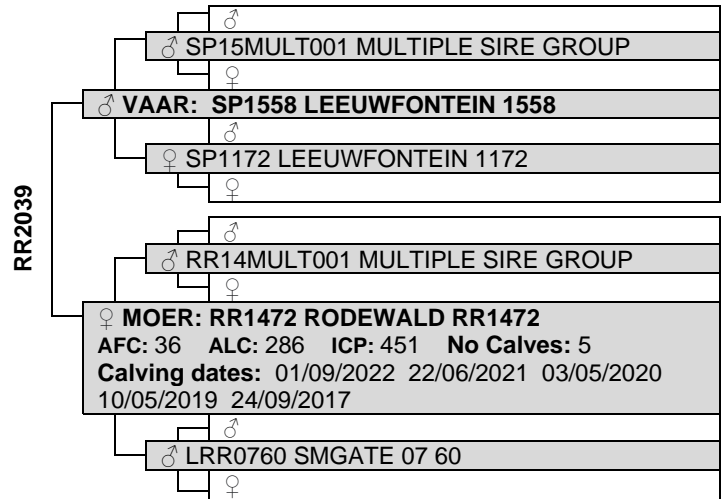 ♂
♂ SP15MULT001 MULTIPLE SIRE GROUP
♀
♂ VAAR: SP1558 LEEUWFONTEIN 1558
♂
♀ SP1172 LEEUWFONTEIN 1172
♀
RR2039
♂
♂ RR14MULT001 MULTIPLE SIRE GROUP
♀
♀ MOER: RR1472 RODEWALD RR1472
AFC: 36 ALC: 286 ICP: 451 No Calves: 5
Calving dates: 01/09/2022 22/06/2021 03/05/2020
10/05/2019 24/09/2017
♂
♂ LRR0760 SMGATE 07 60
♀